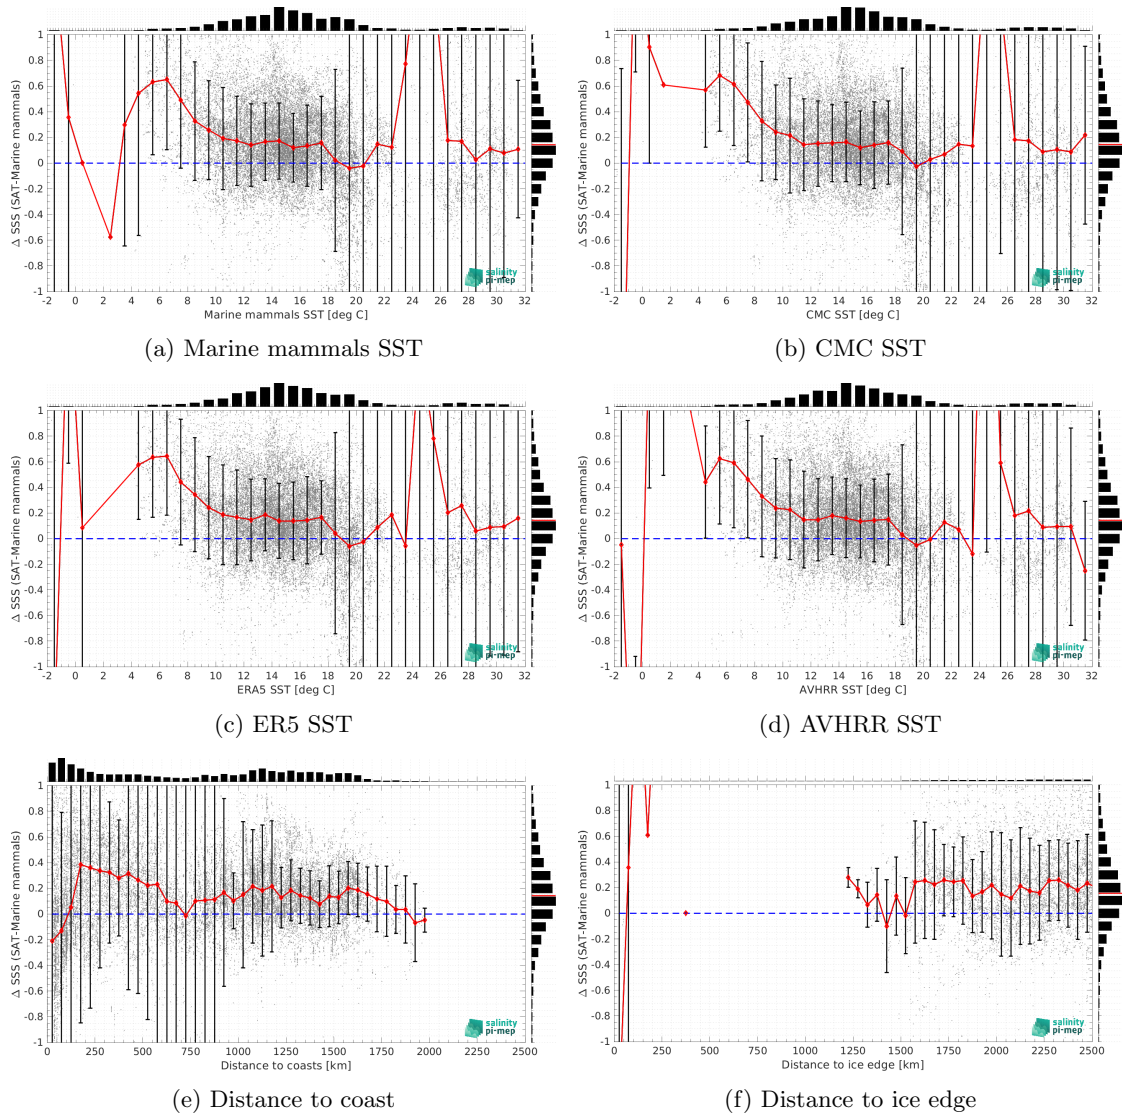 1
0.8
0.6
0.4
0.2
0
-0.2
-0.4
-0.6
-0.8
-1
Δ SSS (SAT-Marine mammals)
salinity
pi-mep
-2 0 2 4 6 8 10 12 14 16 18 20 22 24 26 28 30 32
Marine mammals SST [deg C]
(a) Marine mammals SST
1
0.8
0.6
0.4
0.2
0
-0.2
-0.4
-0.6
-0.8
-1
Δ SSS (SAT-Marine mammals)
salinity
pi-mep
-2 0 2 4 6 8 10 12 14 16 18 20 22 24 26 28 30 32
CMC SST [deg C]
(b) CMC SST
1
0.8
0.6
0.4
0.2
0
-0.2
-0.4
-0.6
-0.8
-1
Δ SSS (SAT-Marine mammals)
salinity
pi-mep
-2 0 2 4 6 8 10 12 14 16 18 20 22 24 26 28 30 32
ERA5 SST [deg C]
(c) ER5 SST
1
0.8
0.6
0.4
0.2
0
-0.2
-0.4
-0.6
-0.8
-1
Δ SSS (SAT-Marine mammals)
salinity
pi-mep
-2 0 2 4 6 8 10 12 14 16 18 20 22 24 26 28 30 32
AVHRR SST [deg C]
(d) AVHRR SST
1
0.8
0.6
0.4
0.2
0
-0.2
-0.4
-0.6
-0.8
-1
Δ SSS (SAT-Marine mammals)
salinity
pi-mep
0 250 500 750 1000 1250 1500 1750 2000 2250 2500
Distance to coasts [km]
(e) Distance to coast
1
0.8
0.6
0.4
0.2
0
-0.2
-0.4
-0.6
-0.8
-1
Δ SSS (SAT-Marine mammals)
salinity
pi-mep
0 250 500 750 1000 1250 1500 1750 2000 2250 2500
Distance to ice edge [km]
(f) Distance to ice edge